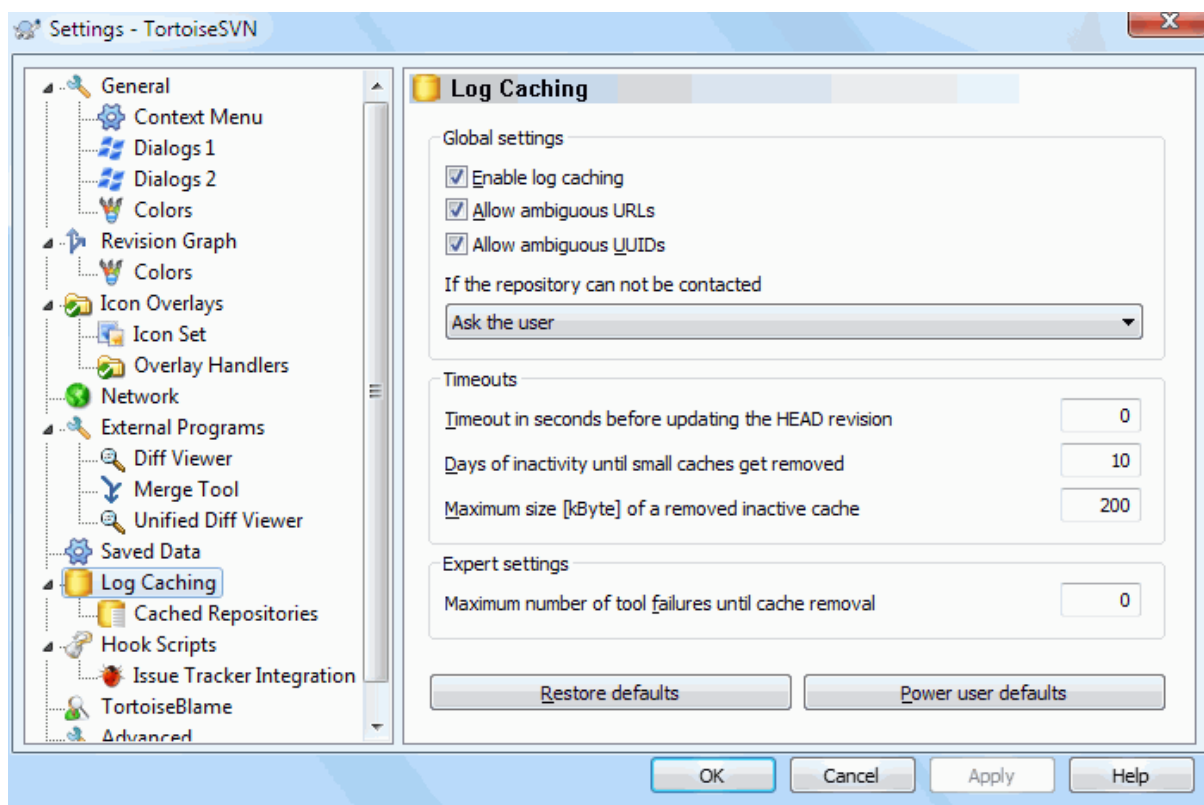 Settings - TortoiseSVN
General
Context Menu
Dialogs 1
Dialogs 2
Colors
Revision Graph
Colors
Icon Overlays
Icon Set
Overlay Handlers
Network
External Programs
Diff Viewer
Merge Tool
Unified Diff Viewer
Saved Data
Log Caching
Cached Repositories
Hook Scripts
Issue Tracker Integration
TortoiseBlame
Advanced
Log Caching
Global settings
Enable log caching
Allow ambiguous URLs
Allow ambiguous UUIDs
If the repository can not be contacted
Ask the user
Timeouts
Timeout in seconds before updating the HEAD revision 0
Days of inactivity until small caches get removed 10
Maximum size [kByte] of a removed inactive cache 200
Expert settings
Maximum number of tool failures until cache removal 0
Restore defaults Power user defaults
OK Cancel Apply Help